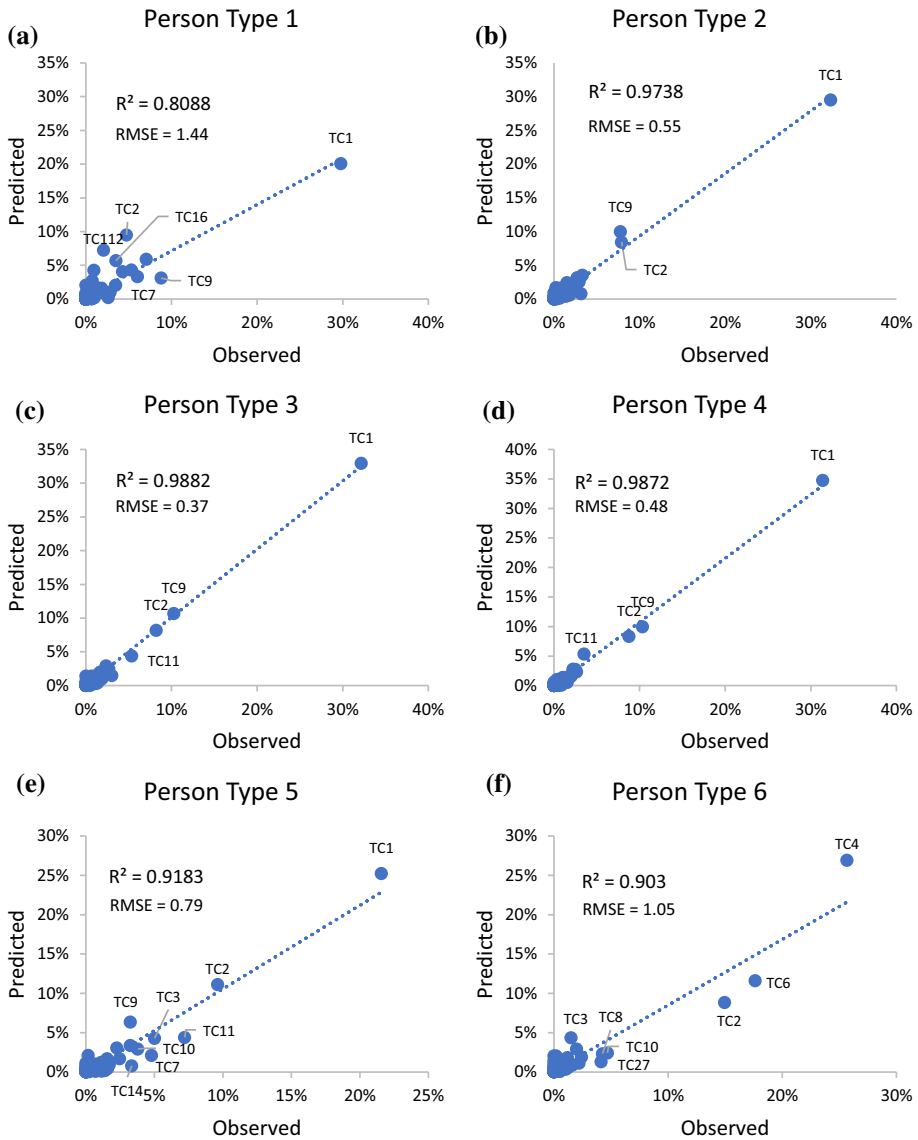 (a)
Person Type 1
35%
30%
25%
20%
15%
10%
5%
0%
Predicted
R² = 0.8088
RMSE = 1.44
TC1
TC2
TC16
TC112
TC7
TC9
0%
10%
20%
30%
40%
Observed
(b)
Person Type 2
35%
30%
25%
20%
15%
10%
5%
0%
Predicted
R² = 0.9738
RMSE = 0.55
TC1
TC9
TC2
0%
10%
20%
30%
40%
Observed
(c)
Person Type 3
35%
30%
25%
20%
15%
10%
5%
0%
Predicted
R² = 0.9882
RMSE = 0.37
TC1
TC9
TC2
TC11
0%
10%
20%
30%
40%
Observed
(d)
Person Type 4
40%
35%
30%
25%
20%
15%
10%
5%
0%
Predicted
R² = 0.9872
RMSE = 0.48
TC1
TC9
TC2
TC11
0%
10%
20%
30%
40%
Observed
(e)
Person Type 5
30%
25%
20%
15%
10%
5%
0%
Predicted
R² = 0.9183
RMSE = 0.79
TC1
TC2
TC9
TC3
TC11
TC10
TC7
TC14
0%
5%
10%
15%
20%
25%
Observed
(f)
Person Type 6
30%
25%
20%
15%
10%
5%
0%
Predicted
R² = 0.903
RMSE = 1.05
TC4
TC6
TC2
TC3
TC8
TC10
TC27
0%
10%
20%
30%
Observed